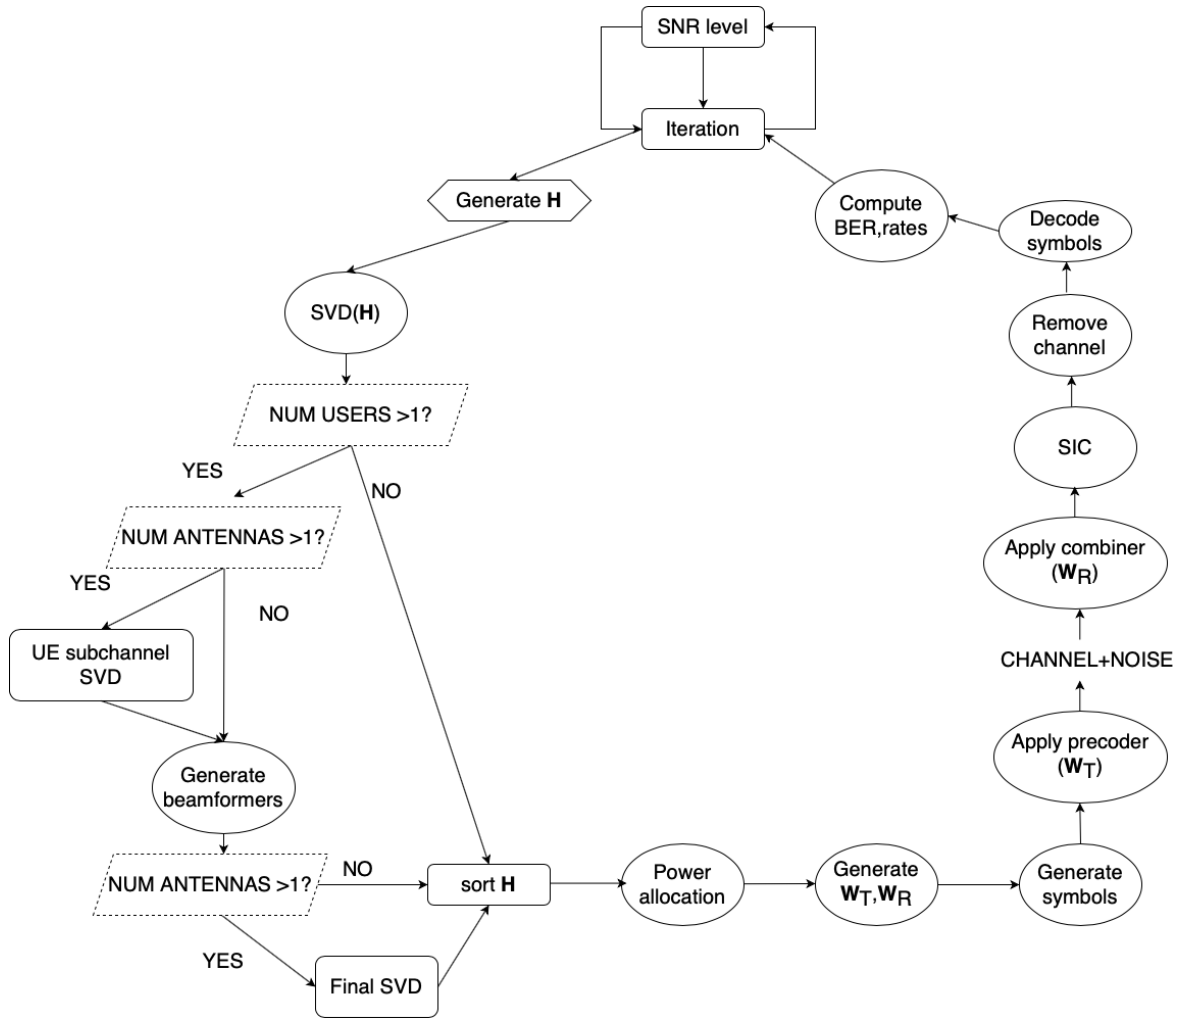 SNR level
Iteration
Generate H
Compute
BER,rates
Decode
symbols
SVD(H)
Remove
channel
NUM USERS >1?
SIC
YES
NO
NUM ANTENNAS >1?
Apply combiner
(WR)
YES
NO
UE subchannel
SVD
CHANNEL+NOISE
Apply precoder
(WT)
Generate
beamformers
NUM ANTENNAS >1?
NO
sort H
Power
allocation
Generate
WT,WR
Generate
symbols
YES
Final SVD